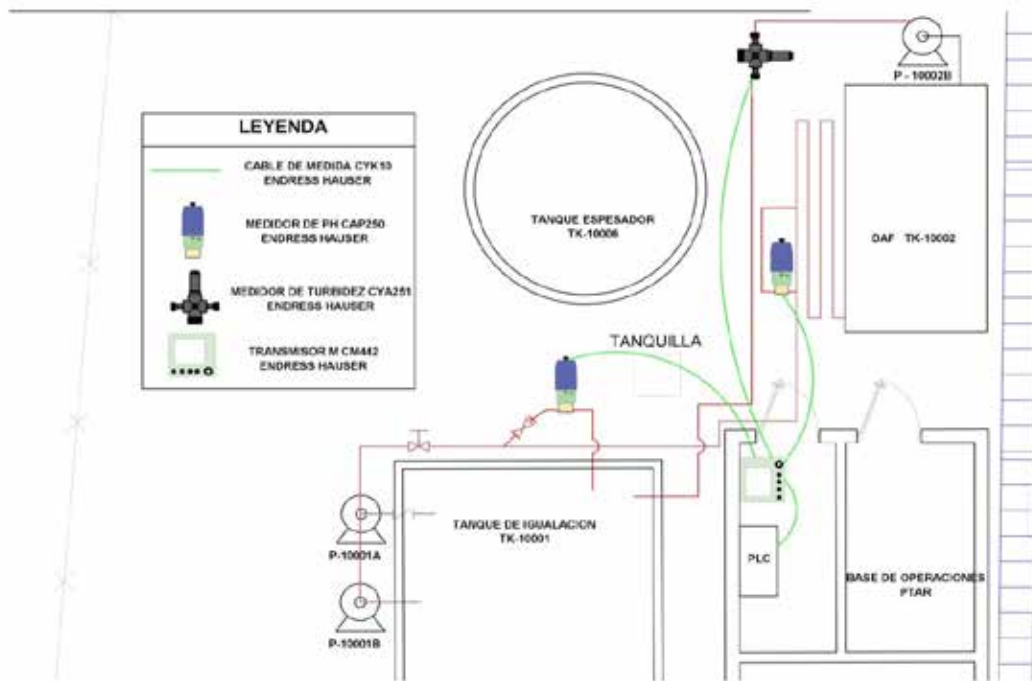 P - 10002B
LEYENDA
CABLE DE MEDIDA CYK10
ENDRESS HAUSER
MEDIDOR DE PH CAP250
ENDRESS HAUSER
MEDIDOR DE TURBIDEZ CYA251
ENDRESS HAUSER
TRANSMISOR M CM442
ENDRESS HAUSER
TANQUE ESPESADOR
TK-10006
DAF TK-10002
TANQUILLA
TANQUE DE IGUALACION
TK-10001
P-10001A
P-10001B
PLC
BASE DE OPERACIONES
PTAR